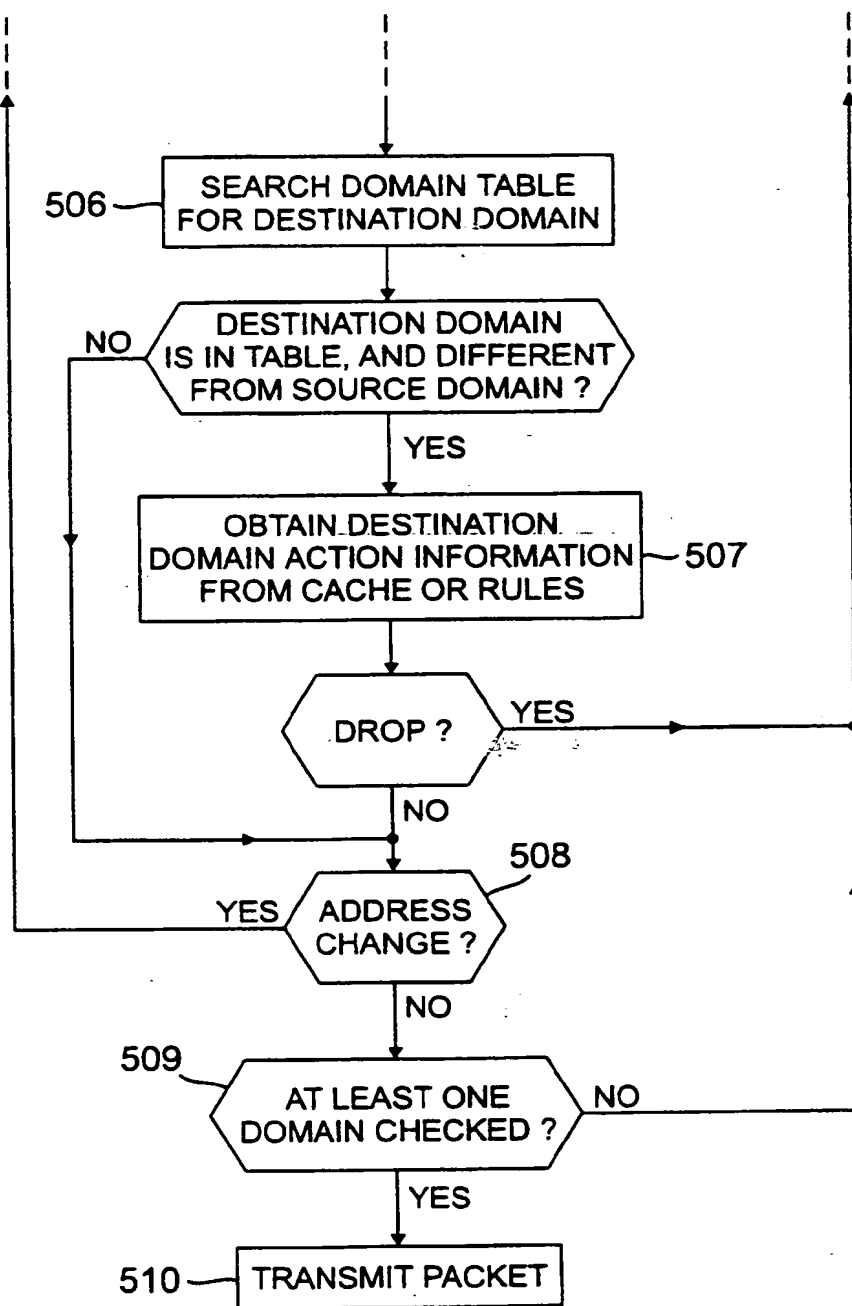 506
SEARCH DOMAIN TABLE
FOR DESTINATION DOMAIN
NO
DESTINATION DOMAIN
IS IN TABLE, AND DIFFERENT
FROM SOURCE DOMAIN ?
YES
OBTAIN DESTINATION
DOMAIN ACTION INFORMATION
FROM CACHE OR RULES
507
DROP ?
YES
NO
508
YES
ADDRESS
CHANGE ?
NO
509
AT LEAST ONE
DOMAIN CHECKED ?
NO
YES
510
TRANSMIT PACKET